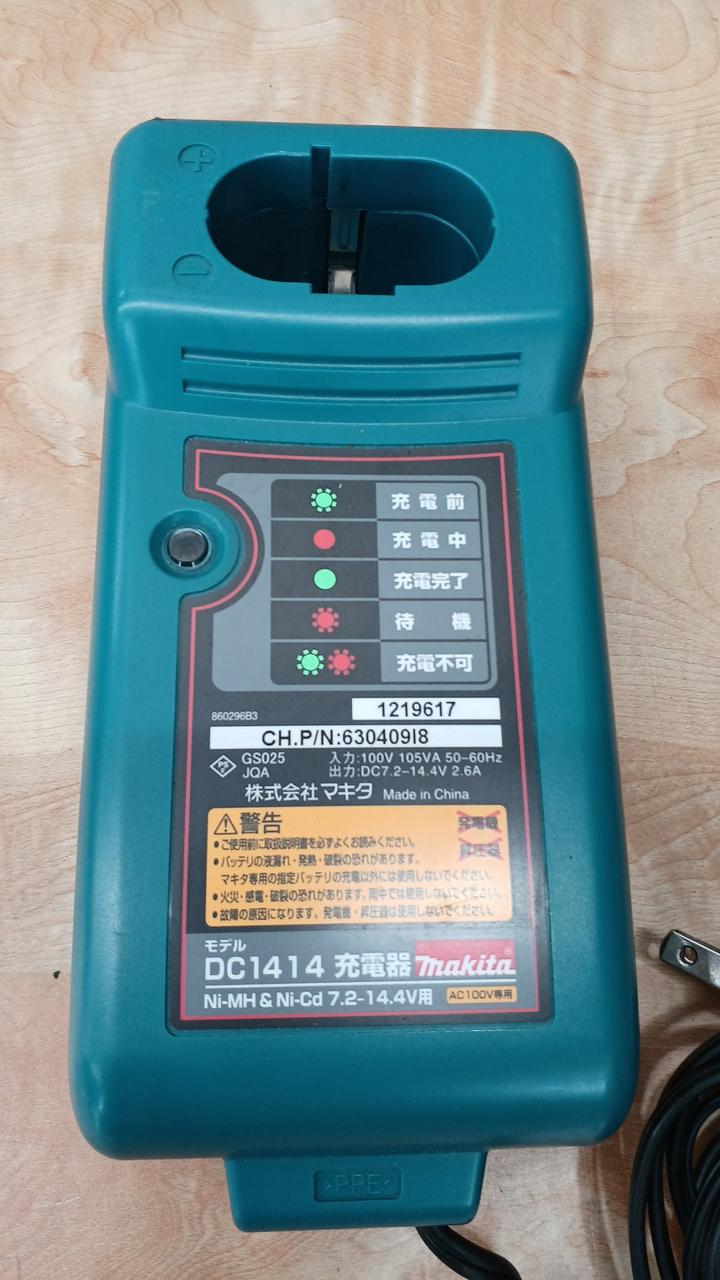 +
−
充電前
充電中
充電完了
待機
充電不可
860296B3
1219617
CH.P/N:630409I8
PSE
GS025 入力:100V 105VA 50-60Hz
JQA 出力:DC7.2-14.4V 2.6A
株式会社マキタ Made in China
⚠警告
発電機
昇圧器
●ご使用前に取扱説明書を必ずよくお読みください。
●バッテリの液漏れ・発熱・破裂の恐れがあります。
マキタ専用の指定バッテリの充電以外には使用しないでください。
●火災・感電・破裂の恐れがあります。雨中では使用しないでください。
●故障の原因になります。発電機・昇圧器は使用しないでください。
モデル
DC1414 充電器 makita
Ni-MH & Ni-Cd 7.2-14.4V用 AC100V専用
>PPE<